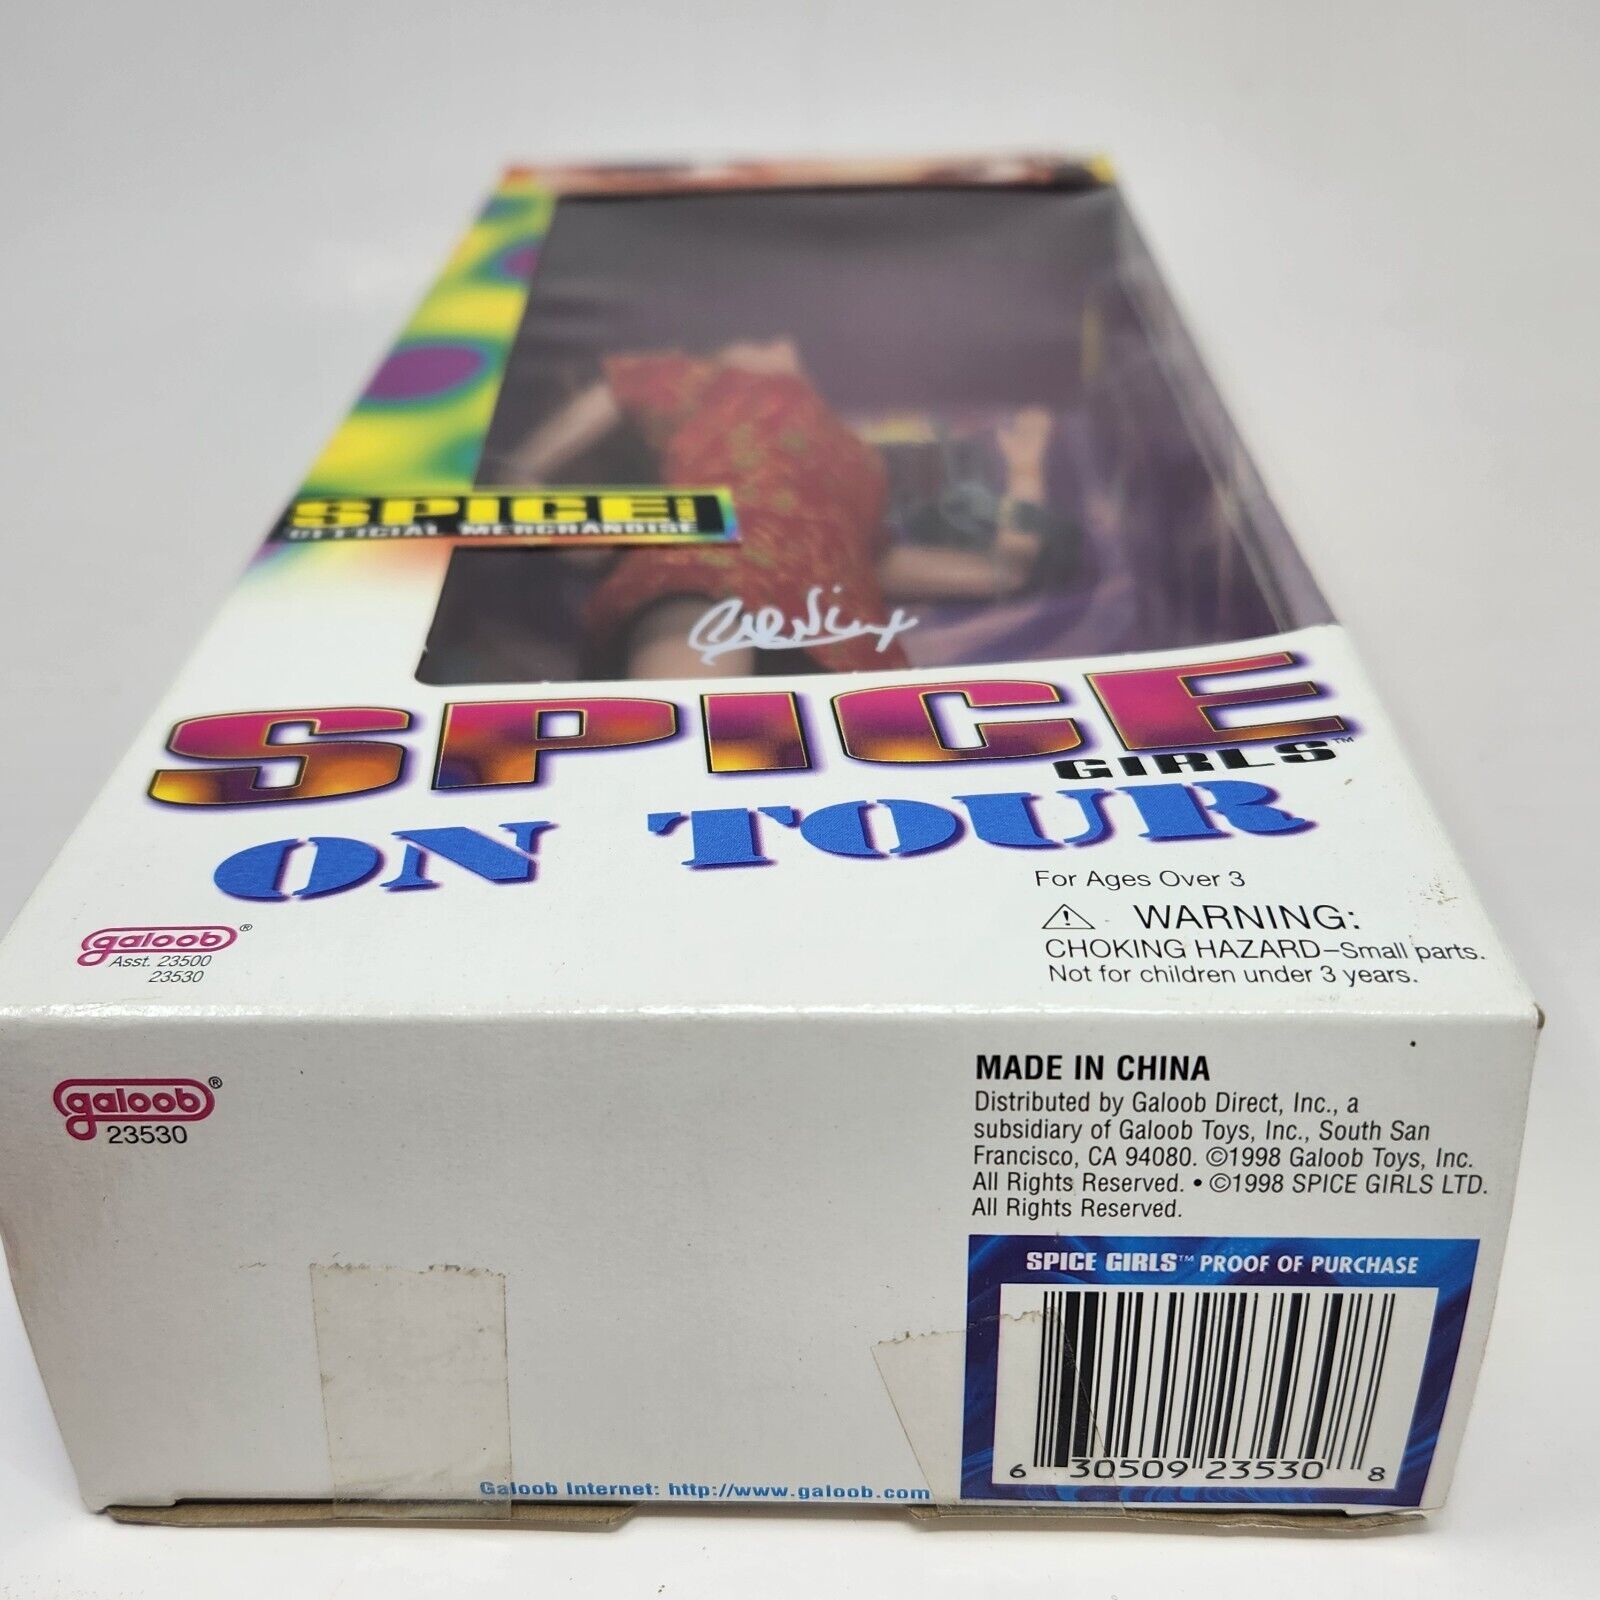 SPICE GIRLS
OFFICIAL MERCHANDISE
SPICE
GIRLS™
ON TOUR
For Ages Over 3
⚠ WARNING:
CHOKING HAZARD–Small parts.
Not for children under 3 years.
galoob®
Asst. 23500
23530
galoob®
23530
MADE IN CHINA
Distributed by Galoob Direct, Inc., a
subsidiary of Galoob Toys, Inc., South San
Francisco, CA 94080. ©1998 Galoob Toys, Inc.
All Rights Reserved. • ©1998 SPICE GIRLS LTD.
All Rights Reserved.
SPICE GIRLS™ PROOF OF PURCHASE
6 30509 23530 8
Galoob Internet: http://www.galoob.com